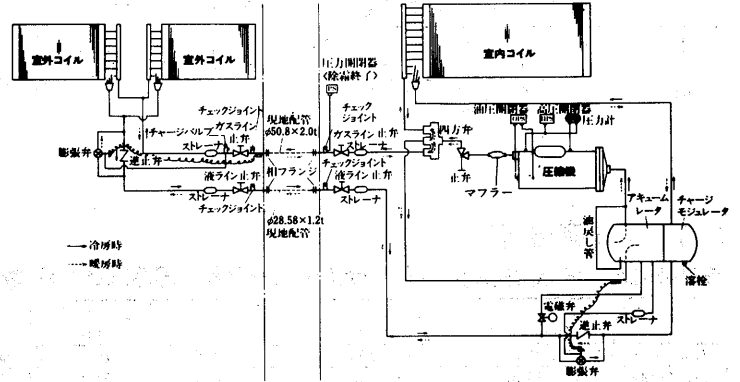 室外コイル
室外コイル
圧力開閉器
<除霜終了>
PS
室内コイル
油圧開閉器
高圧開閉器
圧力計
チェックジョイント
チェック
ジョイント
現地配管
φ50.8×2.0t
チャージバルブ
ガスライン
止弁
ストレーナ
ガスライン 止弁
ストレーナ
四方弁
膨張弁
逆止弁
相フランジ
チェックジョイント
液ライン 止弁
液ライン 止弁
ストレーナ
ストレーナ
チェックジョイント
φ28.58×1.2t
現地配管
止弁
マフラー
圧縮機
アキューム
レータ
チャージ
モジュレータ
油戻し管
溶栓
冷房時
暖房時
電磁弁
逆止弁
ストレーナ
膨張弁